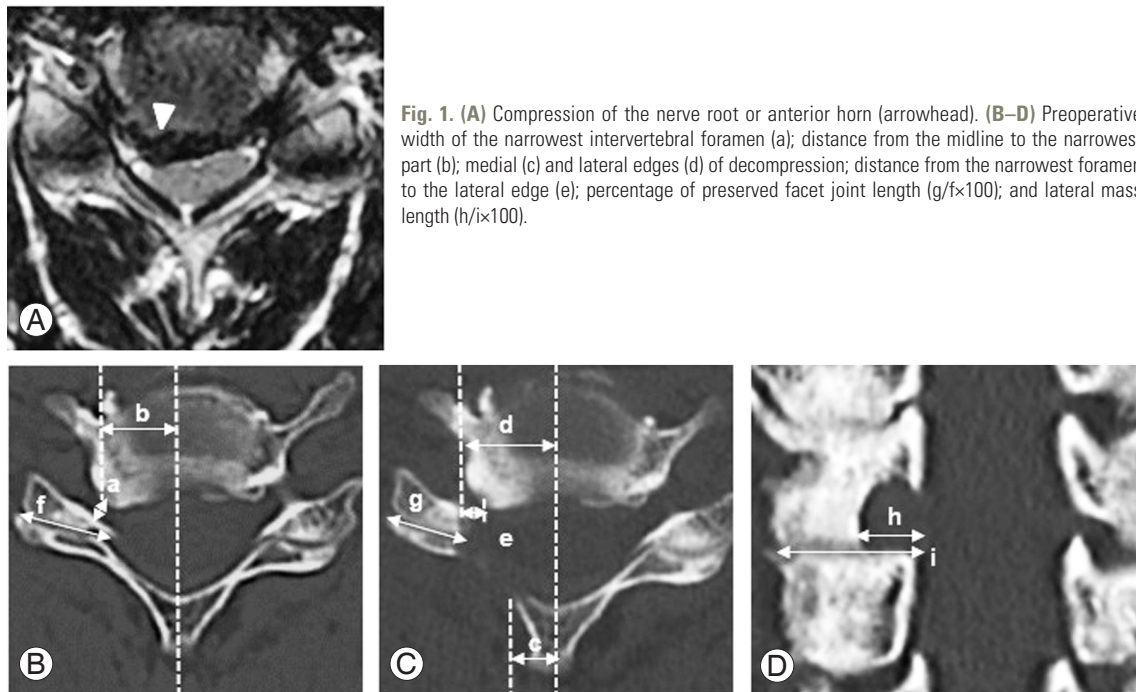 Fig. 1. (A) Compression of the nerve root or anterior horn (arrowhead). (B–D) Preoperative
width of the narrowest intervertebral foramen (a); distance from the midline to the narrowest
part (b); medial (c) and lateral edges (d) of decompression; distance from the narrowest foramen
to the lateral edge (e); percentage of preserved facet joint length (g/f×100); and lateral mass
length (h/i×100).
A
b
a
f
B
d
g
e
c
C
h
i
D